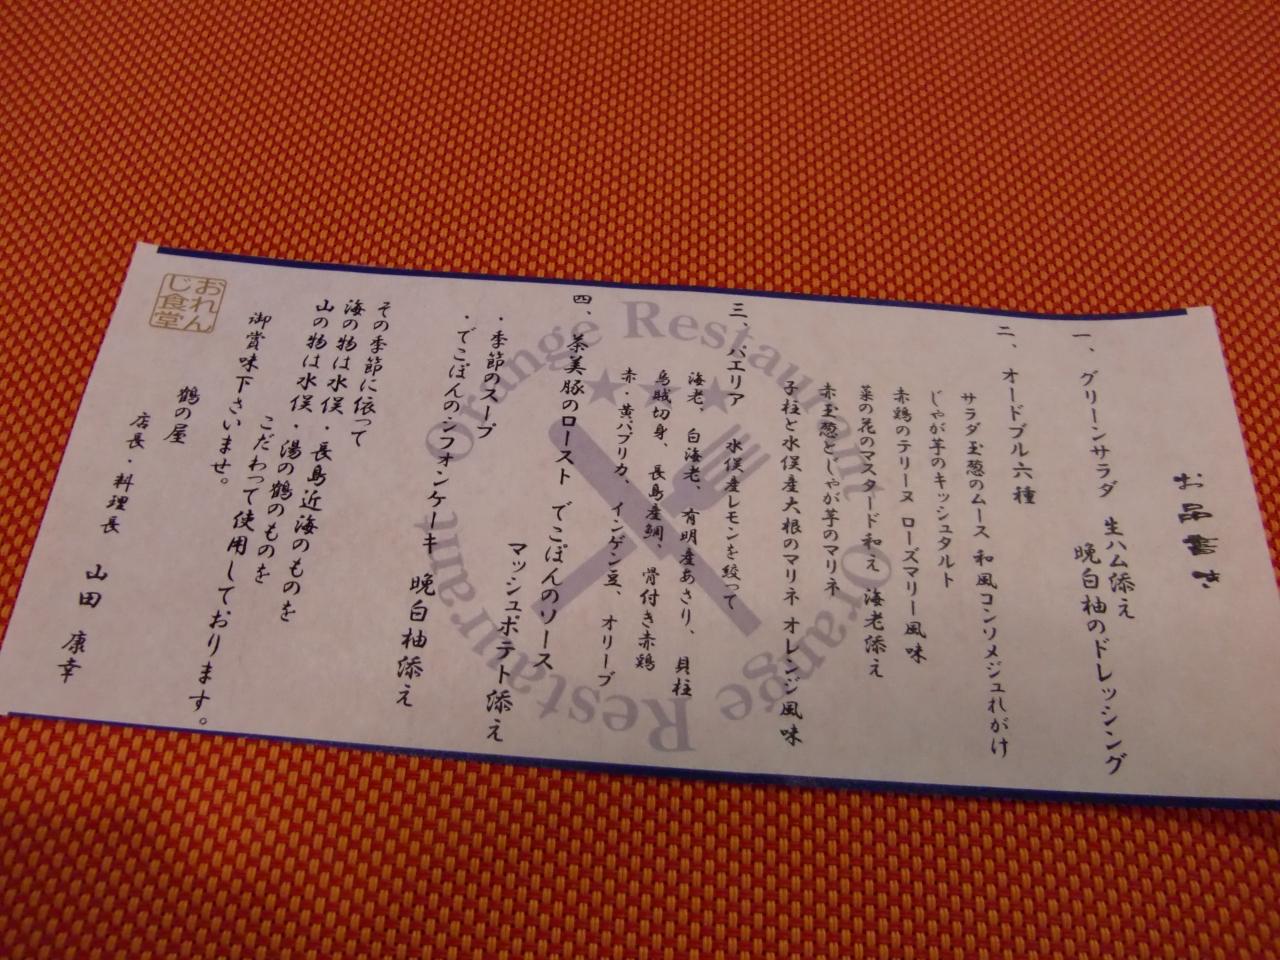 お品書き
一、グリーンサラダ 生ハム添え
晩白柚のドレッシング
二、オードブル六種
サラダ玉葱のムース 和風コンソメジュれがけ
じゃが芋のキッシュタルト
赤鶏のテリーヌ ローズマリー風味
菜の花のマスタード和え 海老添え
赤玉葱とじゃが芋のマリネ
子柱と水俣産大根のマリネ オレンジ風味
三、パエリア 水俣産レモンを絞って
海老、白海老、有明産あさり、貝柱
烏賊切身、長島産鯛、骨付き赤鶏
赤・黄パプリカ、インゲン豆、オリーブ
四、茶美豚のロースト でこぽんのソース
マッシュポテト添え
・季節のスープ
・でこぽんのシフォンケーキ 晩白柚添え
その季節に依って
海の物は水俣・長島近海のものを
山の物は水俣・湯の鶴のものを
こだわって使用しております。
御賞味下さいませ。
鶴の屋
店長・料理長 山田 康幸
おれん
じ食堂
Orange Restaurant Orange Restaurant